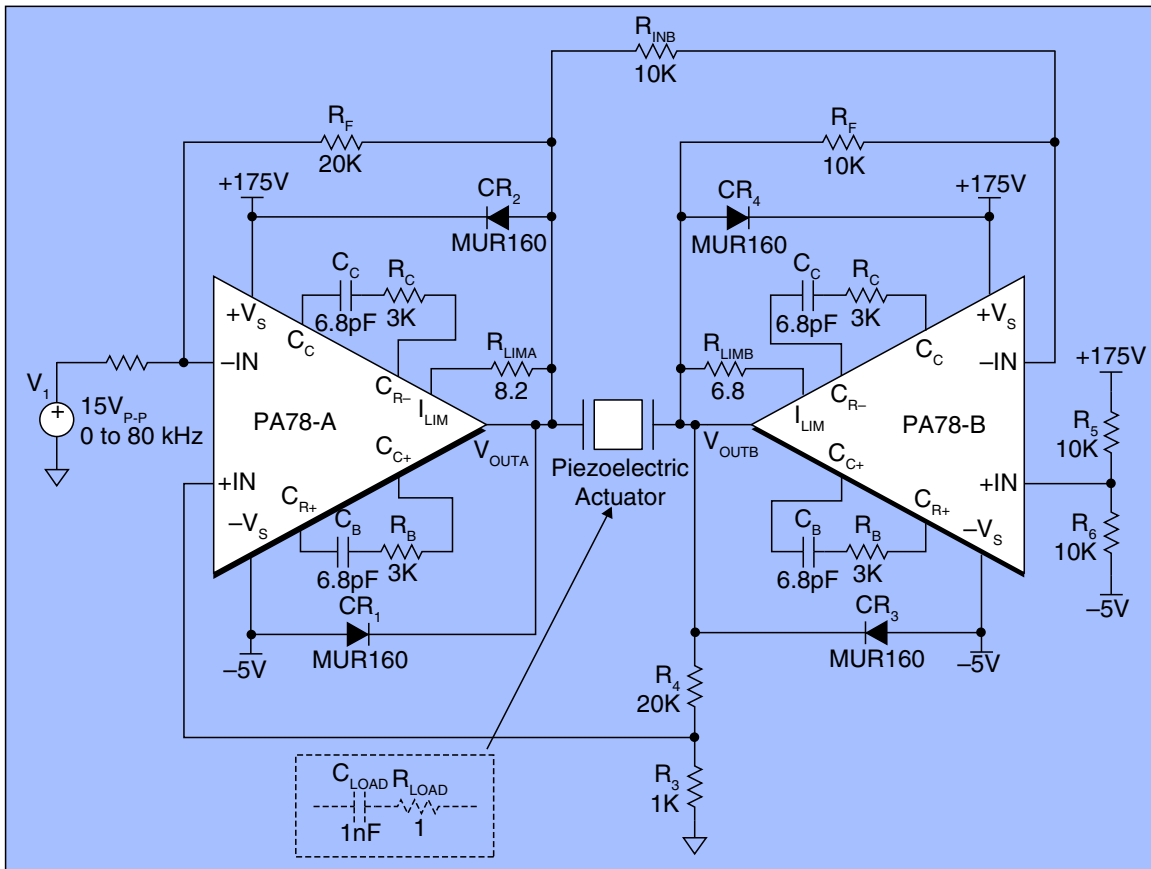 R_INB
10K
R_F
20K
R_F
10K
+175V
CR_2
MUR160
CR_4
MUR160
+175V
C_C
6.8pF
R_C
3K
C_C
6.8pF
R_C
3K
+V_S
C_C
C_R–
R_LIMA
8.2
R_LIMB
6.8
C_C
C_R–
+V_S
–IN
–IN
+175V
V_1
15V_P-P
0 to 80 kHz
PA78-A
I_LIM
I_LIM
PA78-B
R_5
10K
V_OUTA
V_OUTB
Piezoelectric
Actuator
+IN
C_C+
C_C+
+IN
–V_S
C_R+
C_R+
–V_S
R_6
10K
–5V
C_B
6.8pF
R_B
3K
C_B
6.8pF
R_B
3K
CR_1
MUR160
–5V
CR_3
MUR160
–5V
R_4
20K
R_3
1K
C_LOAD
1nF
R_LOAD
1